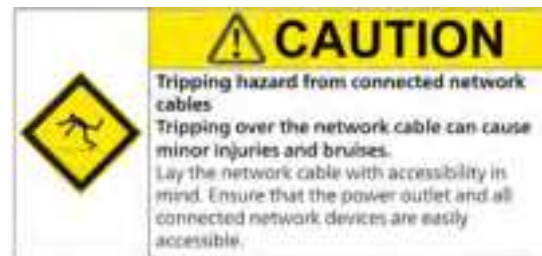 CAUTION
Tripping hazard from connected network
cables
Tripping over the network cable can cause
minor injuries and bruises.
Lay the network cable with accessibility in
mind. Ensure that the power outlet and all
connected network devices are easily
accessible.